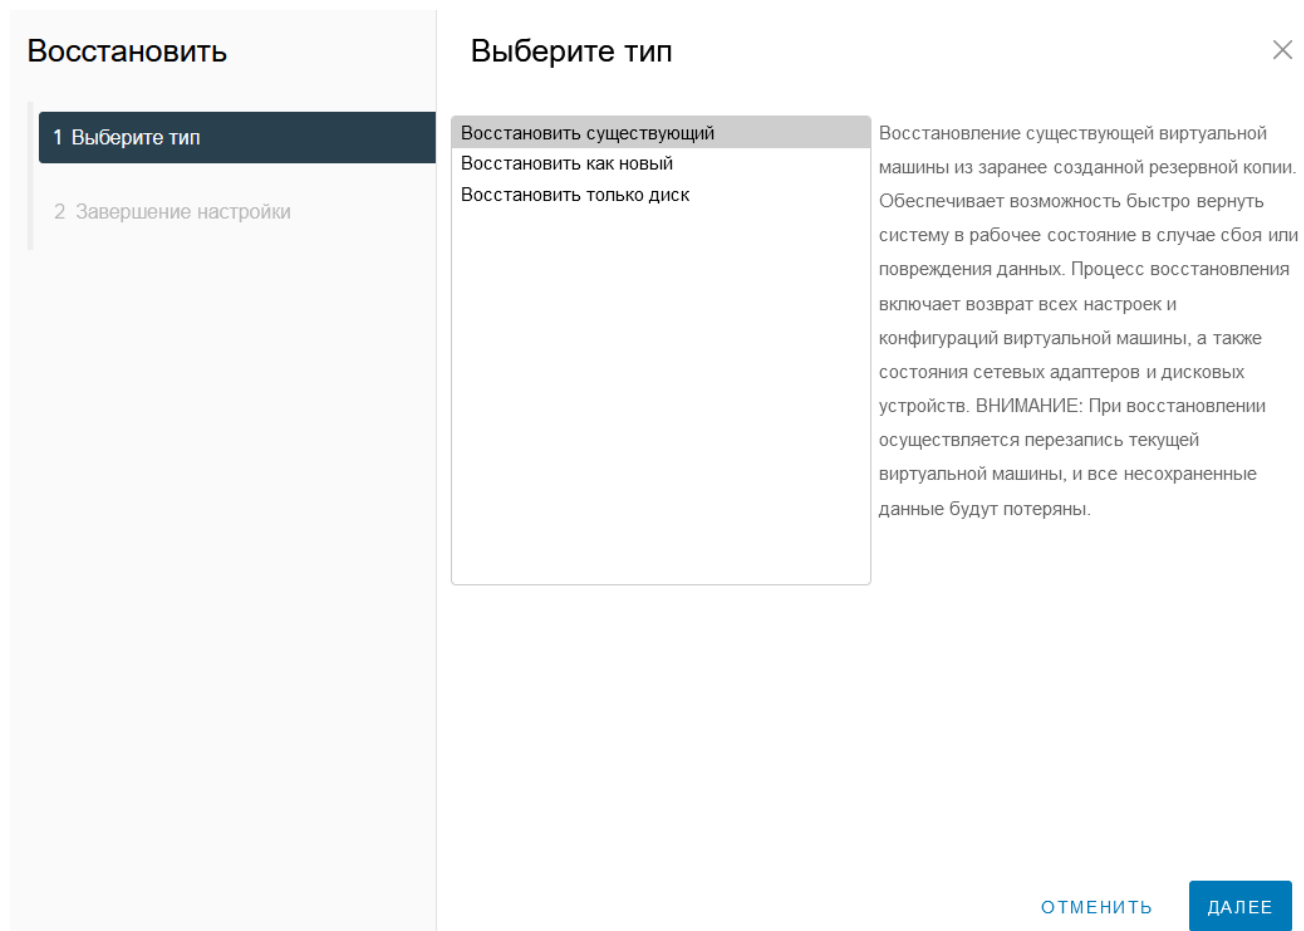 Восстановить
1 Выберите тип
2 Завершение настройки
Выберите тип
Восстановить существующий
Восстановить как новый
Восстановить только диск
Восстановление существующей виртуальной
машины из заранее созданной резервной копии.
Обеспечивает возможность быстро вернуть
систему в рабочее состояние в случае сбоя или
повреждения данных. Процесс восстановления
включает возврат всех настроек и
конфигураций виртуальной машины, а также
состояния сетевых адаптеров и дисковых
устройств. ВНИМАНИЕ: При восстановлении
осуществляется перезапись текущей
виртуальной машины, и все несохраненные
данные будут потеряны.
ОТМЕНИТЬ
ДАЛЕЕ